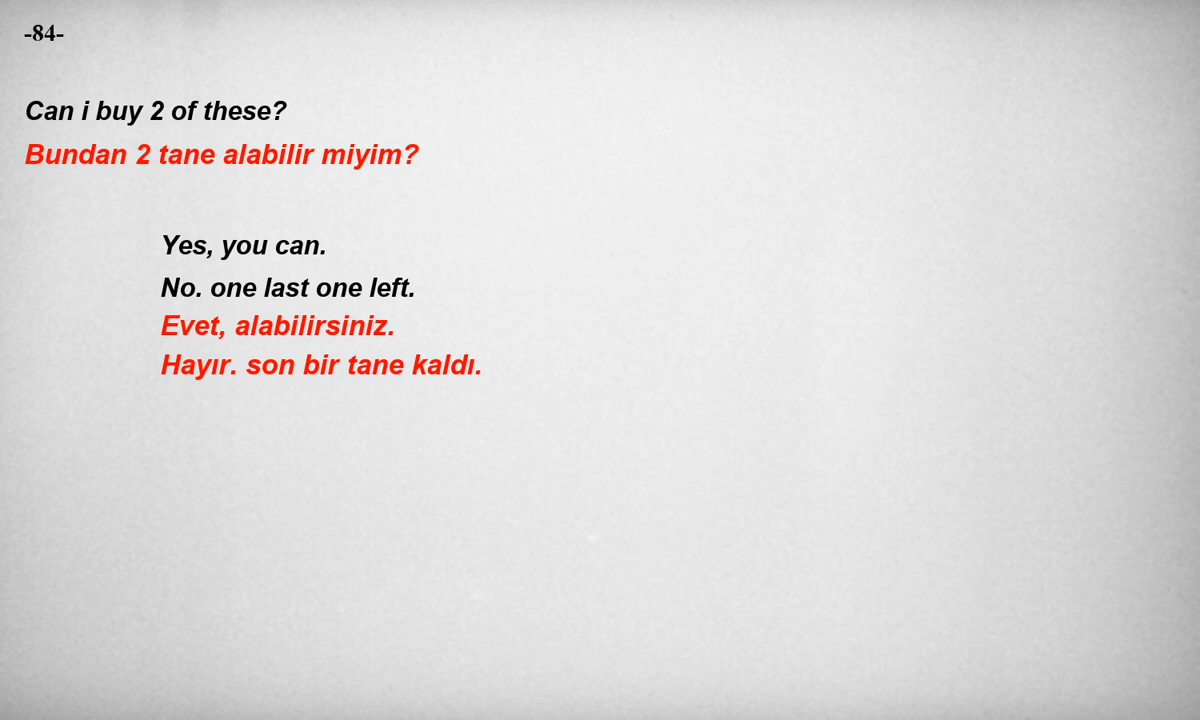 -84-
Can i buy 2 of these?
Bundan 2 tane alabilir miyim?
Yes, you can.
No. one last one left.
Evet, alabilirsiniz.
Hayır. son bir tane kaldı.